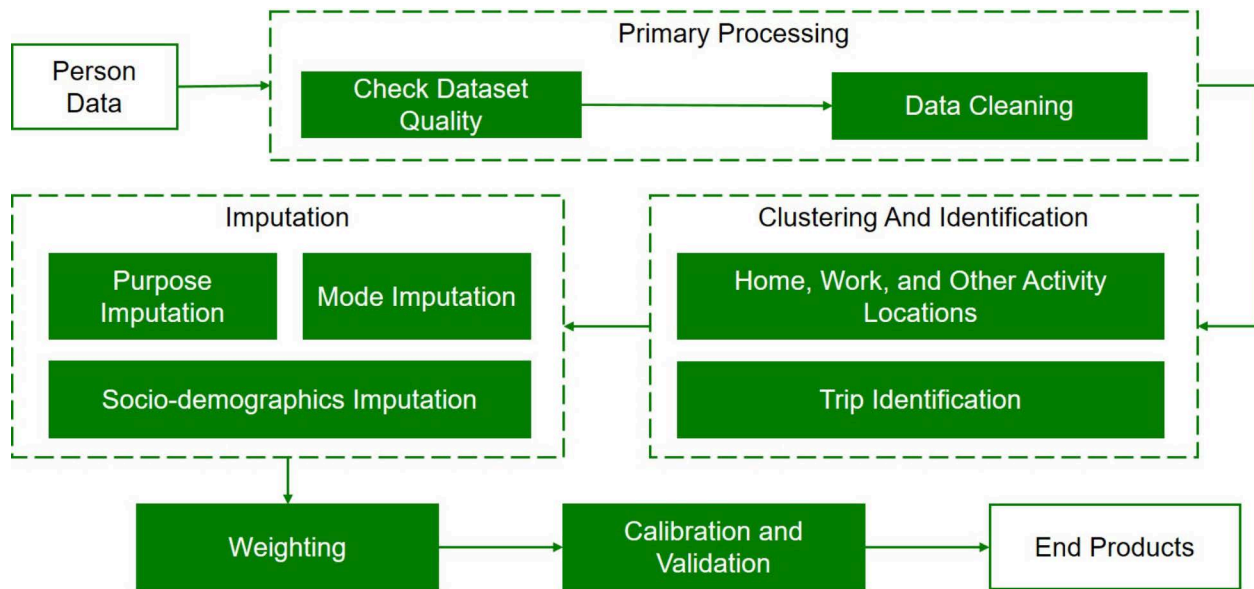 Primary Processing
Person
Data
Check Dataset
Quality
Data Cleaning
Imputation
Purpose
Imputation
Mode Imputation
Socio-demographics Imputation
Clustering And Identification
Home, Work, and Other Activity
Locations
Trip Identification
Weighting
Calibration and
Validation
End Products